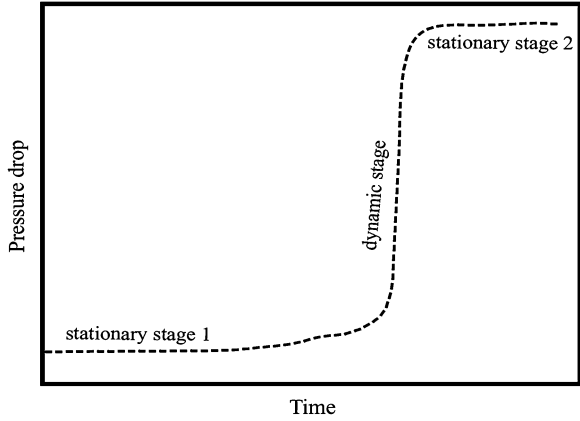 stationary stage 2
Pressure drop
dynamic stage
stationary stage 1
Time